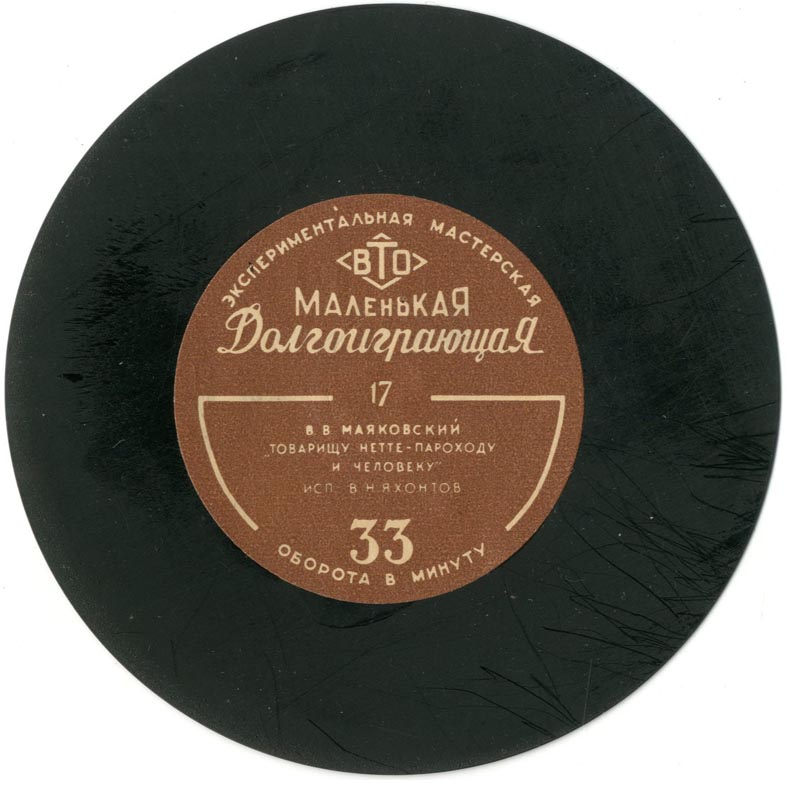 ЭКСПЕРИМЕНТАЛЬНАЯ МАСТЕРСКАЯ
ВТО
МАЛЕНЬКАЯ
ДолгоиграющаЯ
17
В В МАЯКОВСКИЙ
„ТОВАРИЩУ НЕТТЕ-ПАРОХОДУ
И ЧЕЛОВЕКУ"
ИСП. В.Н.ЯХОНТОВ
33
ОБОРОТА В МИНУТУ